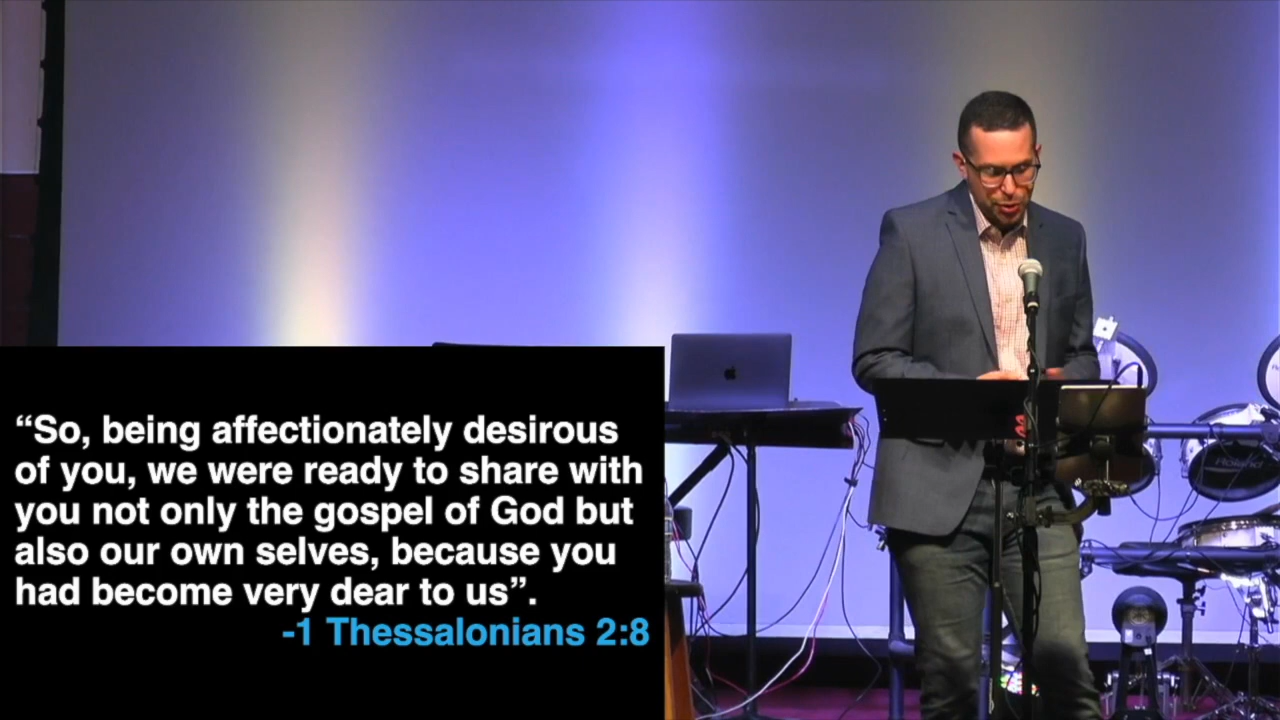 “So, being affectionately desirous
of you, we were ready to share with
you not only the gospel of God but
also our own selves, because you
had become very dear to us”.
-1 Thessalonians 2:8
Roland